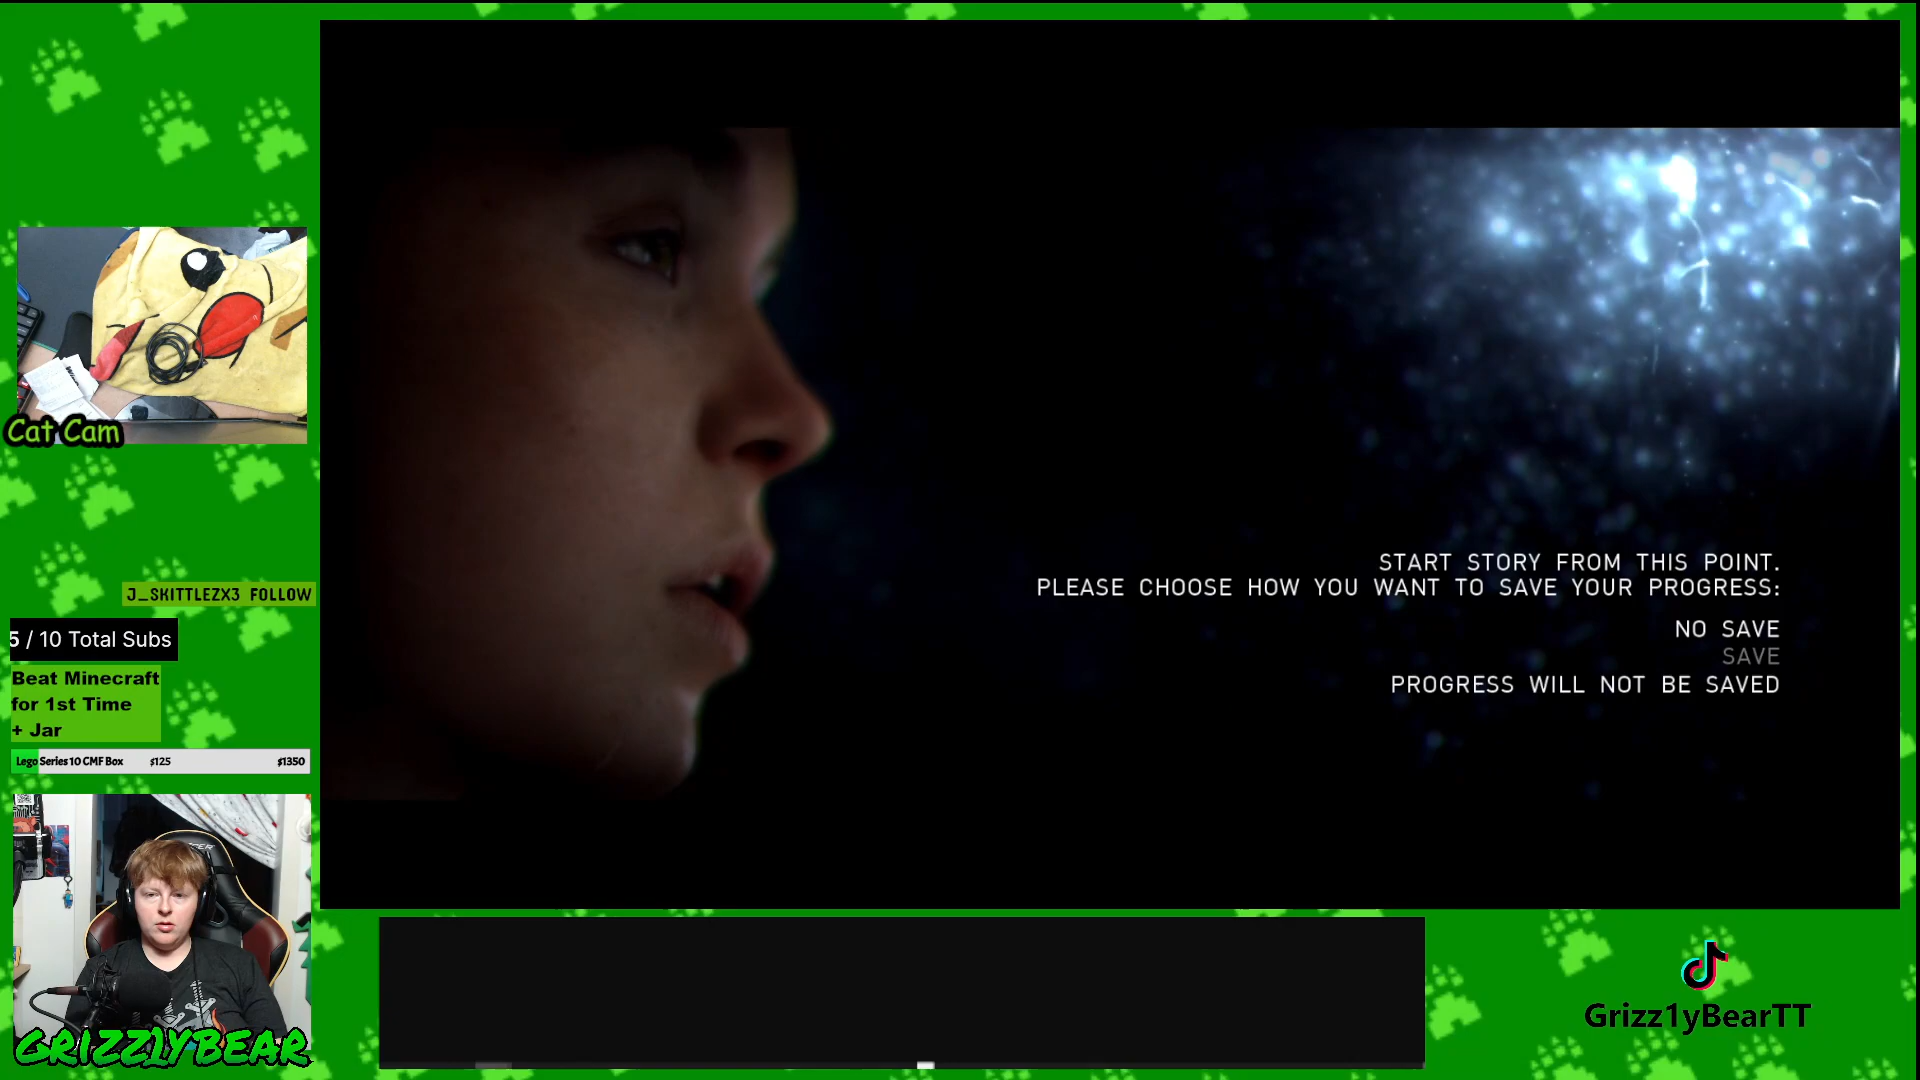 START STORY FROM THIS POINT.
PLEASE CHOOSE HOW YOU WANT TO SAVE YOUR PROGRESS:
NO SAVE
SAVE
PROGRESS WILL NOT BE SAVED
Cat Cam
J_SKITTLEZX3 FOLLOW
5 / 10 Total Subs
Beat Minecraft
for 1st Time
+ Jar
Lego Series 10 CMF Box $125 $1350
GRIZZ1YBEAR
Grizz1yBearTT